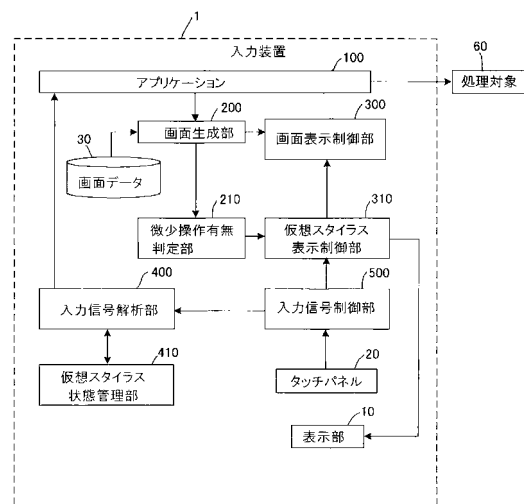 1
入力装置
100
アプリケーション
60
処理対象
200
画面生成部
300
画面表示制御部
30
画面データ
210
微少操作有無
判定部
310
仮想スタイラス
表示制御部
400
入力信号解析部
500
入力信号制御部
410
仮想スタイラス
状態管理部
20
タッチパネル
10
表示部